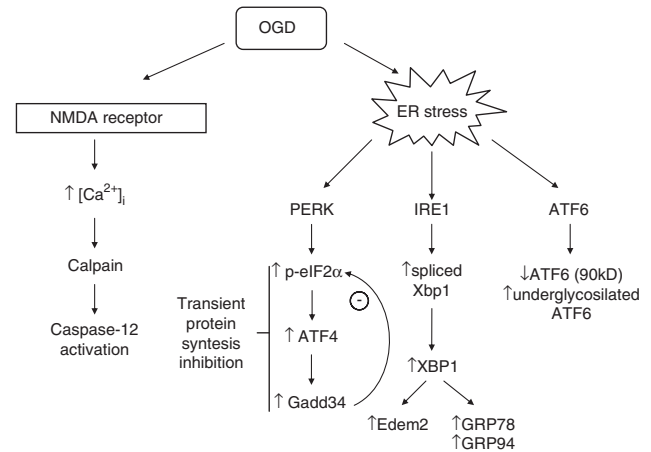 OGD
NMDA receptor
↑ [Ca²⁺]ᵢ
Calpain
Caspase-12
activation
ER stress
PERK
↑ p-eIF2α
↑ ATF4
↑ Gadd34
-
Transient
protein
syntesis
inhibition
IRE1
↑spliced
Xbp1
↑XBP1
↑Edem2
↑GRP78
↑GRP94
ATF6
↓ATF6 (90kD)
↑underglycosilated
ATF6